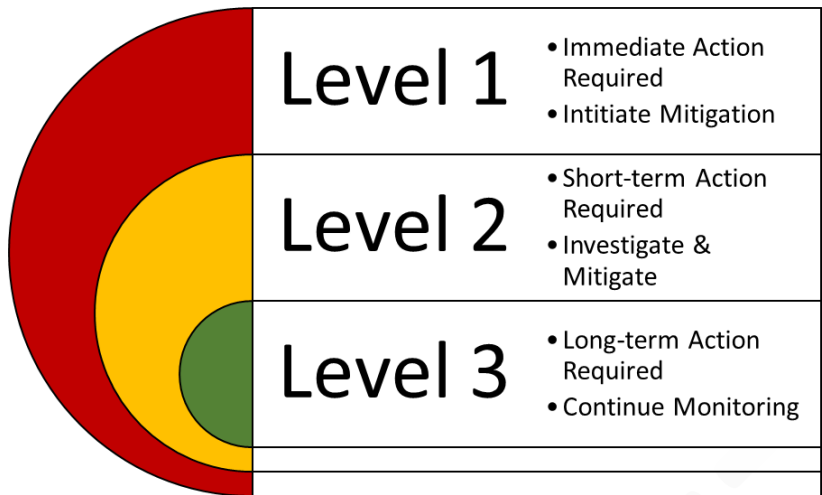 Level 1
• Immediate Action
Required
• Intitiate Mitigation
Level 2
• Short-term Action
Required
• Investigate &
Mitigate
Level 3
• Long-term Action
Required
• Continue Monitoring